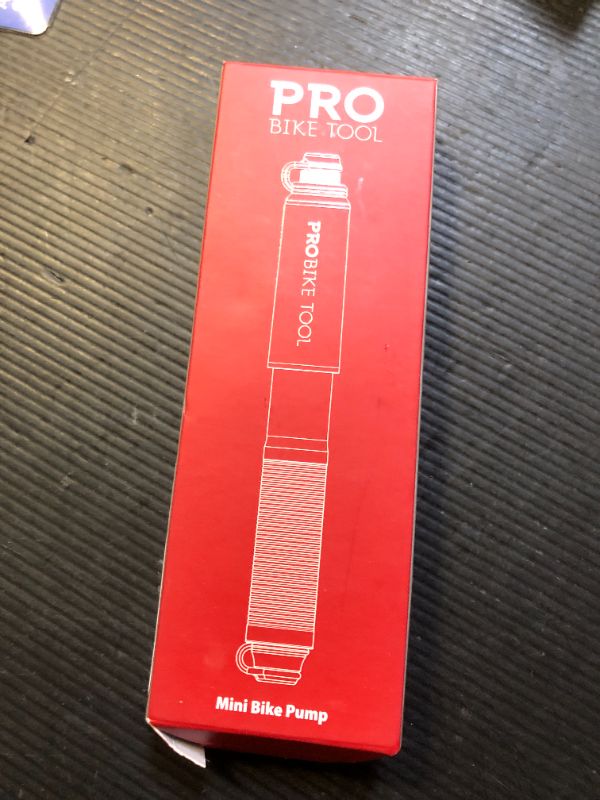 PRO
BIKE TOOL
PRO BIKE TOOL
Mini Bike Pump